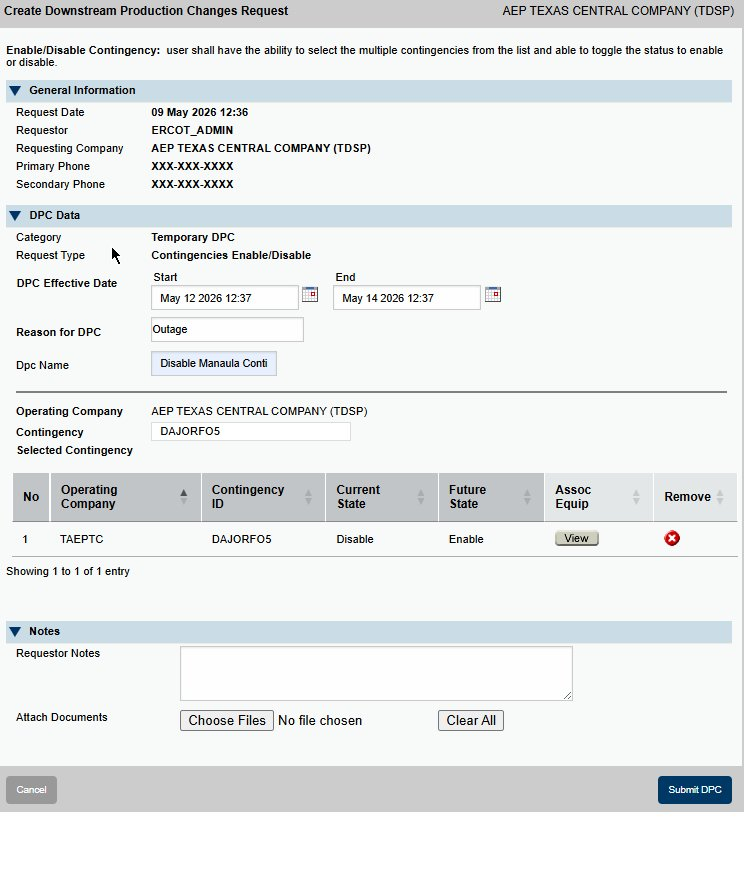 Create Downstream Production Changes Request AEP TEXAS CENTRAL COMPANY (TDSP)
Enable/Disable Contingency: user shall have the ability to select the multiple contingencies from the list and able to toggle the status to enable
or disable.
General Information
Request Date 09 May 2026 12:36
Requestor ERCOT_ADMIN
Requesting Company AEP TEXAS CENTRAL COMPANY (TDSP)
Primary Phone XXX-XXX-XXXX
Secondary Phone XXX-XXX-XXXX
DPC Data
Category Temporary DPC
Request Type Contingencies Enable/Disable
Start End
DPC Effective Date May 12 2026 12:37 May 14 2026 12:37
Reason for DPC Outage
Dpc Name Disable Manaula Conti
Operating Company AEP TEXAS CENTRAL COMPANY (TDSP)
Contingency DAJORFO5
Selected Contingency
No Operating Company Contingency ID Current State Future State Assoc Equip Remove
1 TAEPTC DAJORFO5 Disable Enable View
Showing 1 to 1 of 1 entry
Notes
Requestor Notes
Attach Documents Choose Files No file chosen Clear All
Cancel Submit DPC